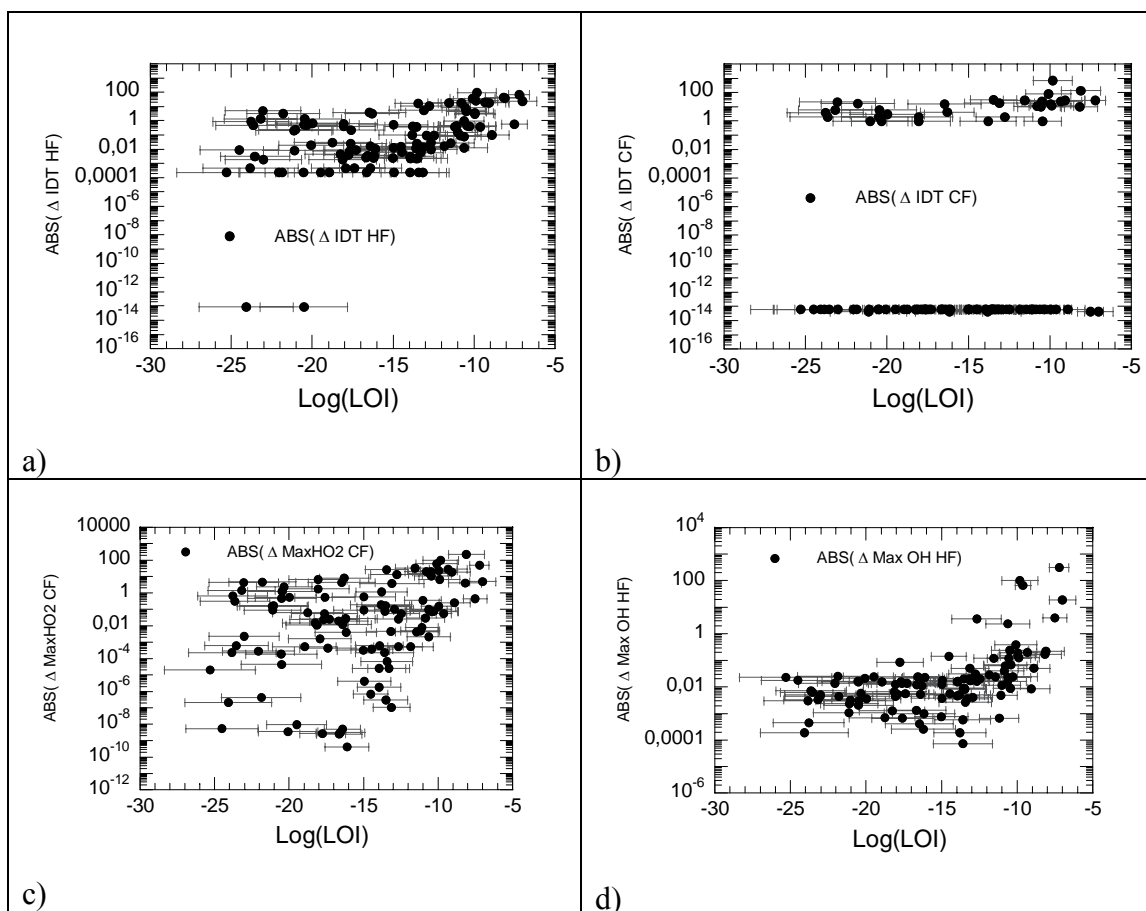 ABS( Δ IDT HF)
100
1
0,01
0,0001
10-6
10-8
10-10
10-12
10-14
10-16
ABS( Δ IDT HF)
-30 -25 -20 -15 -10 -5
Log(LOI)
a)
ABS( Δ IDT CF)
100
1
0,01
0,0001
10-6
10-8
10-10
10-12
10-14
10-16
ABS( Δ IDT CF)
-30 -25 -20 -15 -10 -5
Log(LOI)
b)
ABS( Δ MaxHO2 CF)
10000
100
1
0,01
10-4
10-6
10-8
10-10
10-12
ABS( Δ MaxHO2 CF)
-30 -25 -20 -15 -10 -5
Log(LOI)
c)
ABS( Δ Max OH HF)
104
100
1
0,01
0,0001
10-6
ABS( Δ Max OH HF)
-30 -25 -20 -15 -10 -5
Log(LOI)
d)